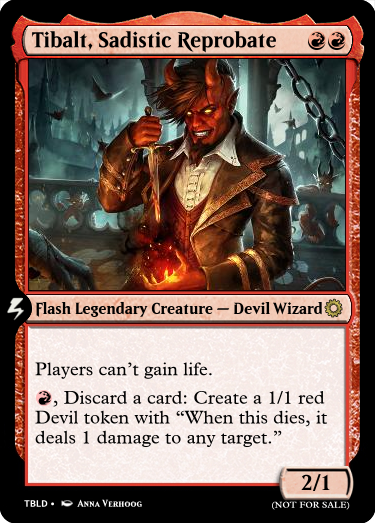 Tibalt, Sadistic Reprobate
Flash Legendary Creature — Devil Wizard
Players can’t gain life.
, Discard a card: Create a 1/1 red
Devil token with “When this dies, it
deals 1 damage to any target.”
2/1
TBLD • Anna Verhoog
(NOT FOR SALE)